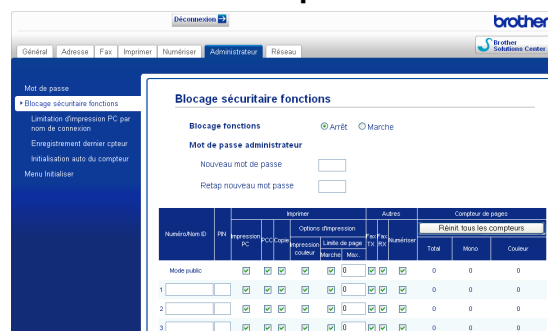 Déconnexion
brother
Général Adresse Fax Imprimer Numériser Administrateur Réseau
Brother
Solutions Center
Mot de passe
Blocage sécuritaire fonctions
Limitation d'impression PC par
nom de connexion
Enregistrement dernier cpteur
Initialisation auto du compteur
Menu Initialiser
Blocage sécuritaire fonctions
Blocage fonctions Arrêt Marche
Mot de passe administrateur
Nouveau mot de passe
Retap nouveau mot passe
Imprimer Autres Compteur de pages
Numéro/Nom ID PIN Impression PC PCC Copie Options d'impression Fax TX Fax RX Numériser Réinit tous les compteurs
Impression couleur Limite de page
Marche Max. Total Mono Couleur
Mode public 0 0 0 0
1 0 0 0 0
2 0 0 0 0
3 0 0 0 0